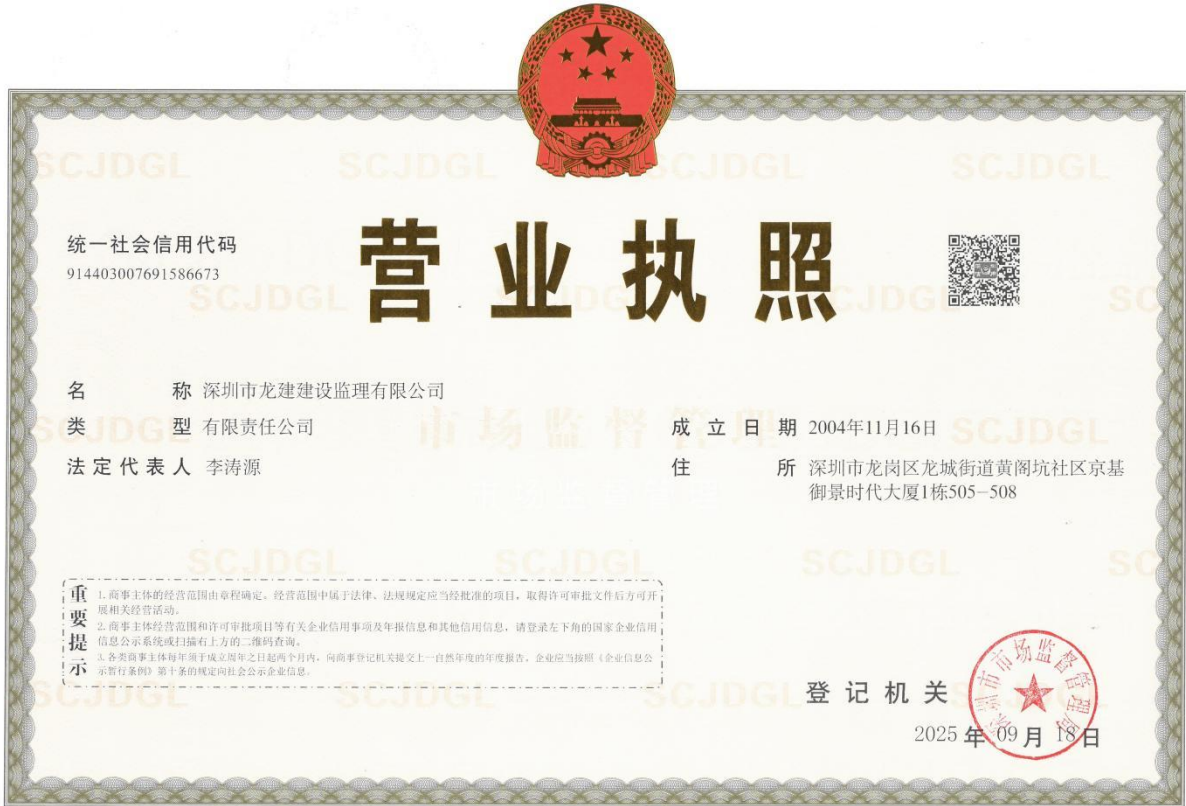 营业执照
统一社会信用代码
914403007691586673
名称 深圳市龙建建设监理有限公司
类型 有限责任公司
法定代表人 李涛源
成立日期 2004年11月16日
住所 深圳市龙岗区龙城街道黄阁坑社区京基
御景时代大厦1栋505-508
重要提示
1.商事主体的经营范围由章程确定。经营范围中属于法律、法规规定应当经批准的项目，取得许可审批文件后方可开
展相关经营活动。
2.商事主体经营范围和许可审批项目等有关企业信用事项及年报信息和其他信用信息，请登录左下角的国家企业信用
信息公示系统或扫描右上方的二维码查询。
3.各类商事主体每年须于成立周年之日起两个月内，向商事登记机关提交上一自然年度的年度报告。企业应当按照《企业信息公
示暂行条例》第十条的规定向社会公示企业信息。
登记机关
深圳市市场监督管理局
2025年09月18日
SCJDGL
市场监督管理